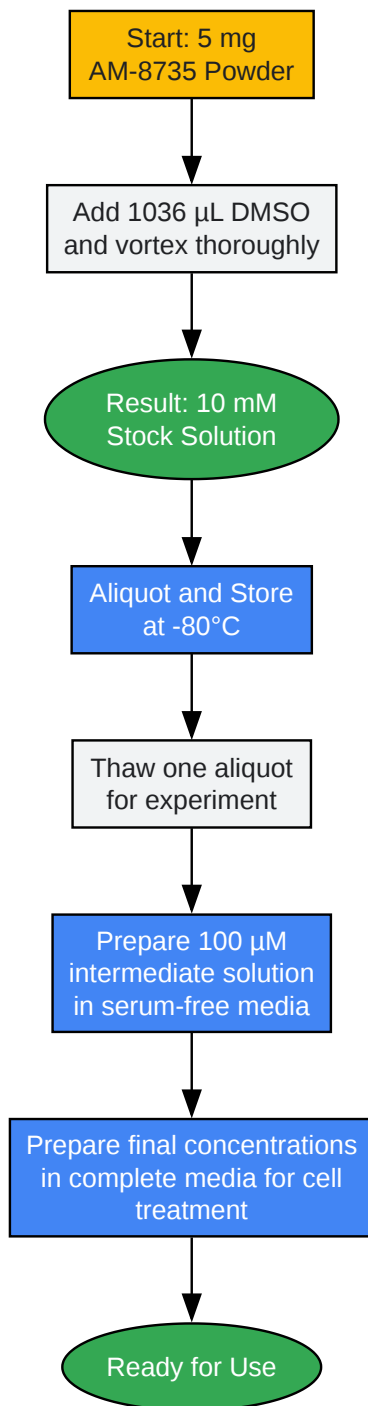 Start: 5 mg
AM-8735 Powder
Add 1036 µL DMSO
and vortex thoroughly
Result: 10 mM
Stock Solution
Aliquot and Store
at -80°C
Thaw one aliquot
for experiment
Prepare 100 µM
intermediate solution
in serum-free media
Prepare final concentrations
in complete media for cell
treatment
Ready for Use